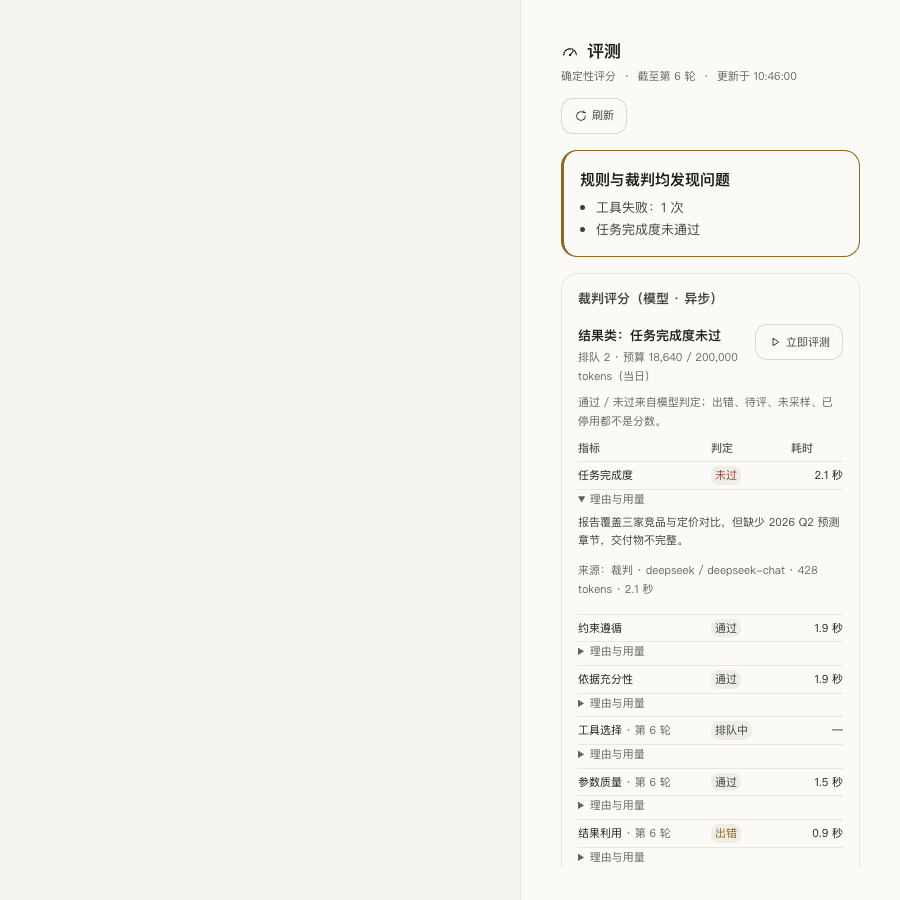 评测
确定性评分 · 截至第 6 轮 · 更新于 10:46:00
刷新
规则与裁判均发现问题
工具失败：1 次
任务完成度未通过
裁判评分（模型 · 异步）
结果类：任务完成度未过
立即评测
排队 2 · 预算 18,640 / 200,000
tokens（当日）
通过 / 未过来自模型判定；出错、待评、未采样、已
停用都不是分数。
指标 判定 耗时
任务完成度 未过 2.1 秒
理由与用量
报告覆盖三家竞品与定价对比，但缺少 2026 Q2 预测
章节，交付物不完整。
来源：裁判 · deepseek / deepseek-chat · 428
tokens · 2.1 秒
约束遵循 通过 1.9 秒
理由与用量
依据充分性 通过 1.9 秒
理由与用量
工具选择 · 第 6 轮 排队中 —
理由与用量
参数质量 · 第 6 轮 通过 1.5 秒
理由与用量
结果利用 · 第 6 轮 出错 0.9 秒
理由与用量